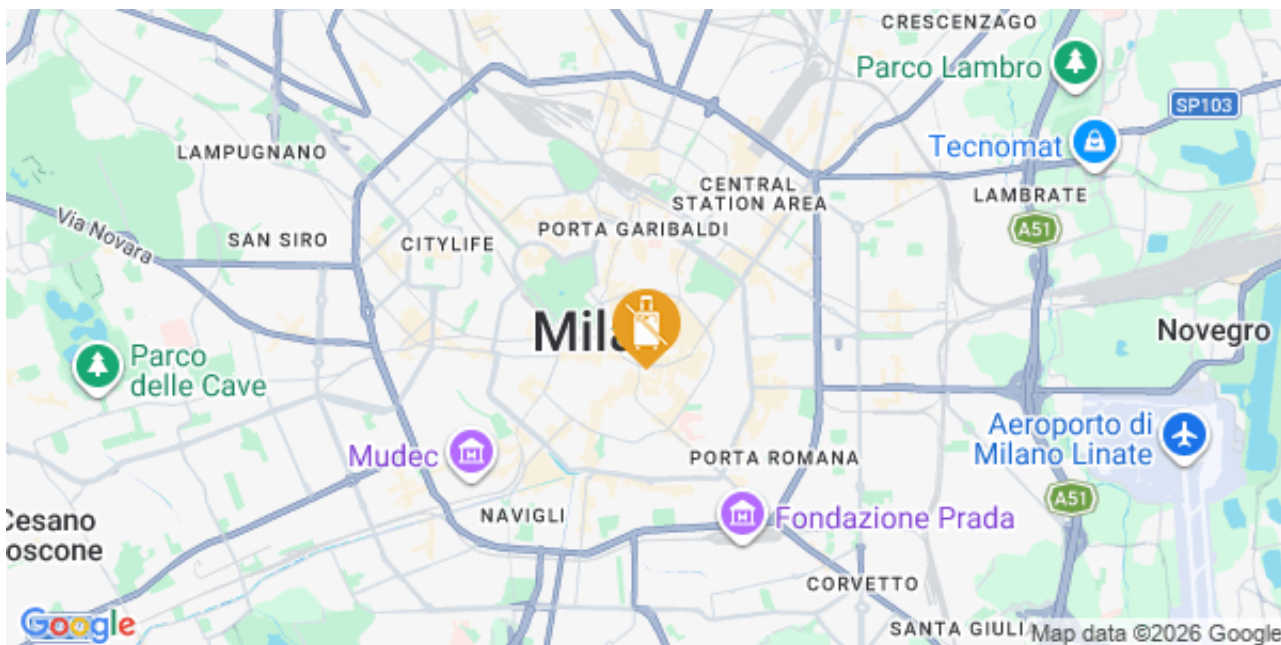 CRESCENZAGO
Parco Lambro
SP103
Tecnomat
LAMPUGNANO
CENTRAL
STATION AREA
LAMBRATE
Via Novara
SAN SIRO
CITYLIFE
PORTA GARIBALDI
A51
Mila
Novegro
Parco
delle Cave
Aeroporto di
Milano Linate
Mudec
PORTA ROMANA
A51
Cesano
oscone
NAVIGLI
Fondazione Prada
CORVETTO
Google
SANTA GIULI
Map data ©2026 Google